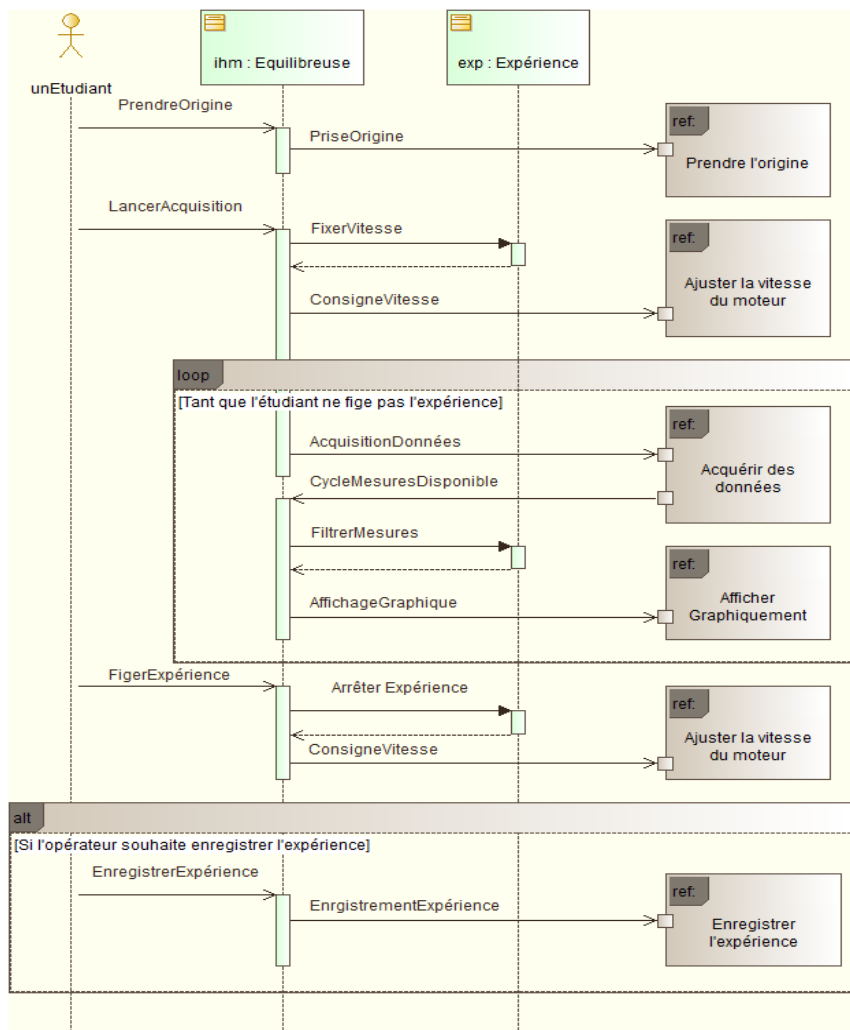 ihm : Equilibreuse
exp : Expérience
unEtudiant
PrendreOrigine
PriseOrigine
ref:
Prendre l'origine
LancerAcquisition
FixerVitesse
ref:
Ajuster la vitesse
du moteur
ConsigneVitesse
loop
[Tant que l'étudiant ne fige pas l'expérience]
AcquisitionDonnées
ref:
Acquérir des
données
CycleMesuresDisponible
FiltrerMesures
ref:
Afficher
Graphiquement
AffichageGraphique
FigerExpérience
Arrêter Expérience
ref:
Ajuster la vitesse
du moteur
ConsigneVitesse
alt
[Si l'opérateur souhaite enregistrer l'expérience]
EnregistrerExpérience
EnrgistrementExpérience
ref:
Enregistrer
l'expérience